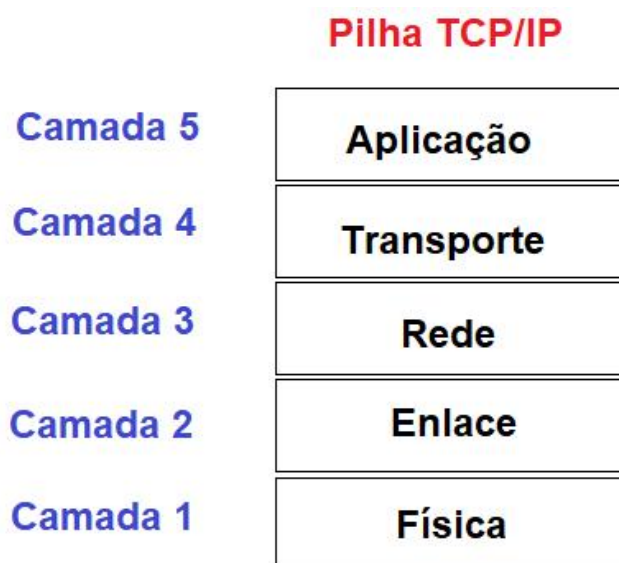 Pilha TCP/IP
Camada 5 Aplicação
Camada 4 Transporte
Camada 3 Rede
Camada 2 Enlace
Camada 1 Física